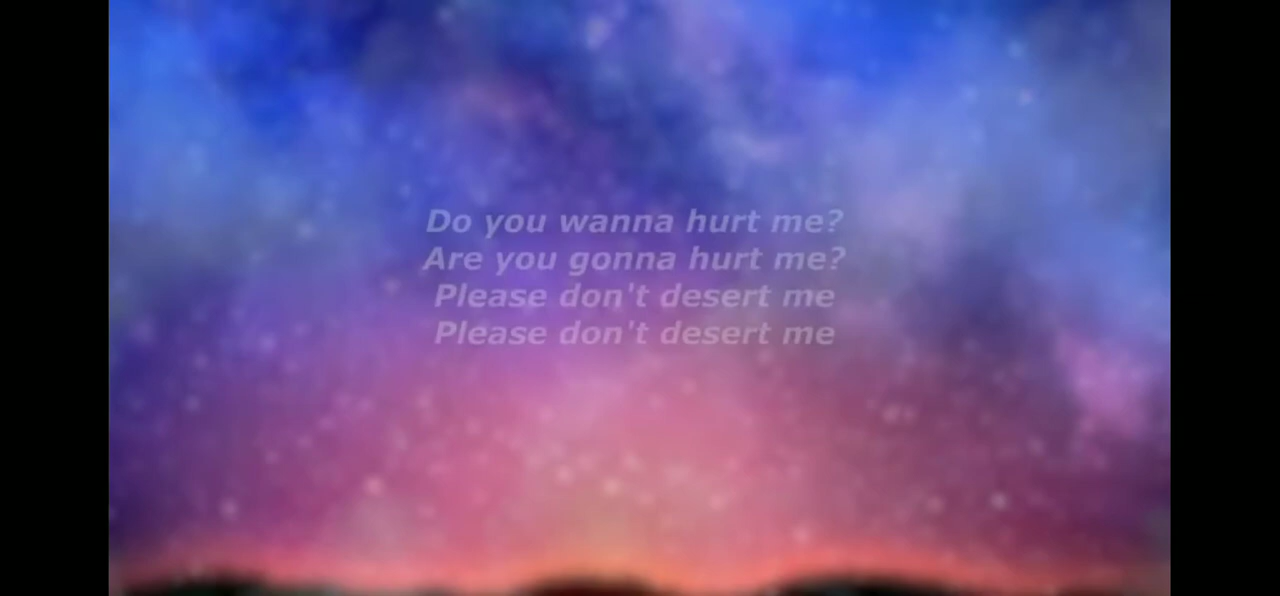 Do you wanna hurt me?
Are you gonna hurt me?
Please don't desert me
Please don't desert me